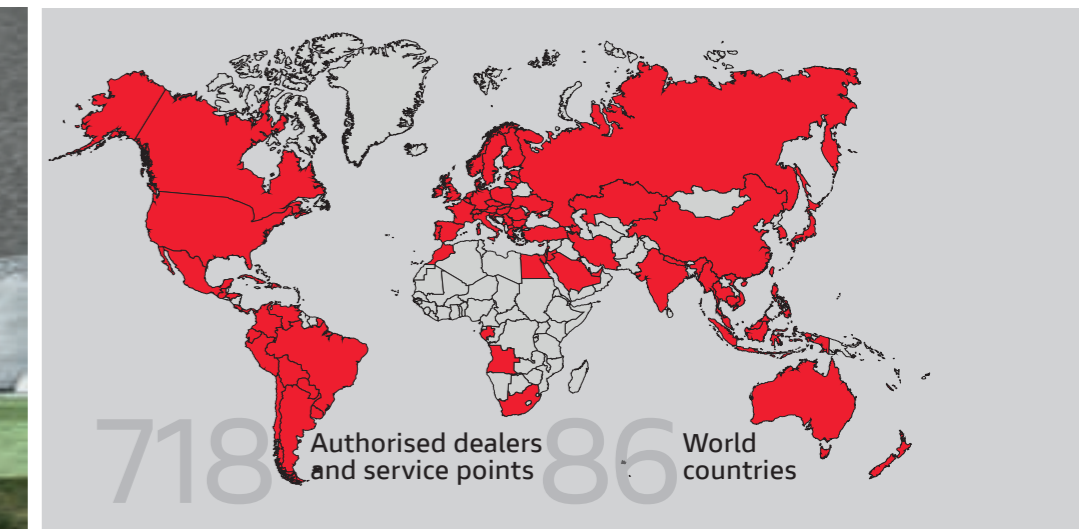 718
Authorised dealers
and service points
86
World
countries